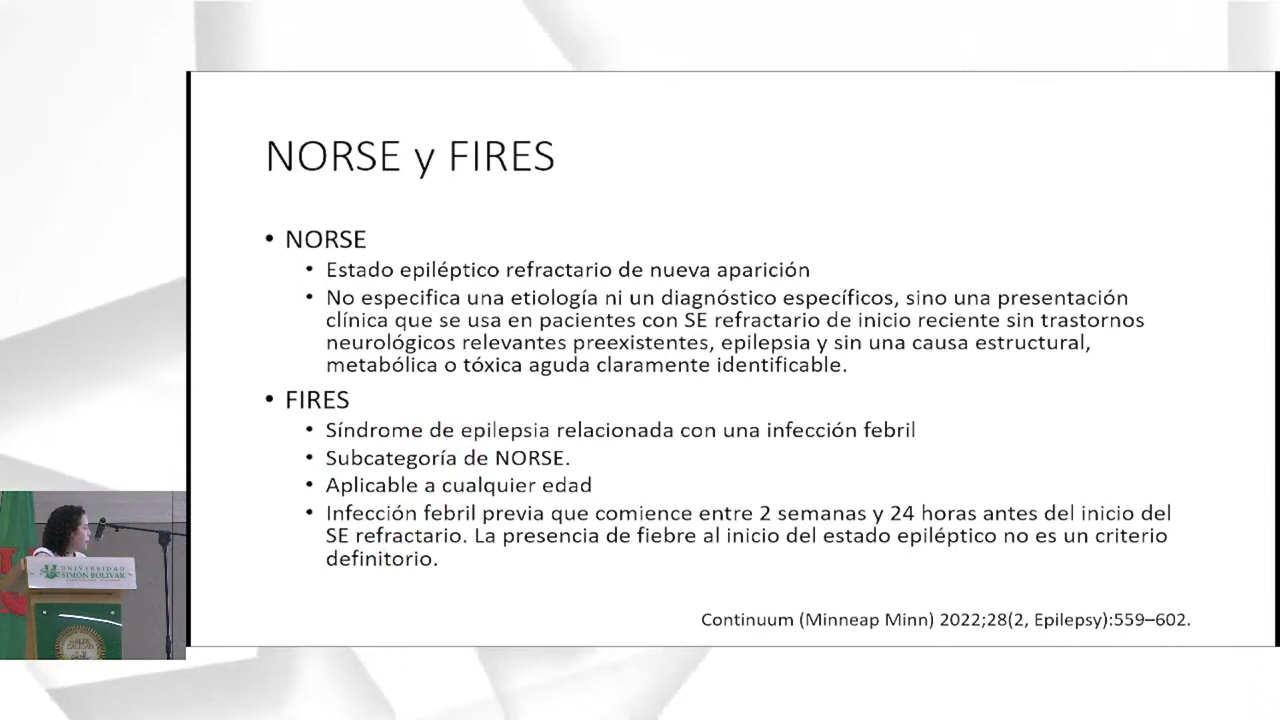 NORSE y FIRES
• NORSE
• Estado epiléptico refractario de nueva aparición
• No especifica una etiología ni un diagnóstico específicos, sino una presentación
clínica que se usa en pacientes con SE refractario de inicio reciente sin trastornos
neurológicos relevantes preexistentes, epilepsia y sin una causa estructural,
metabólica o tóxica aguda claramente identificable.
• FIRES
• Síndrome de epilepsia relacionada con una infección febril
• Subcategoría de NORSE.
• Aplicable a cualquier edad
• Infección febril previa que comience entre 2 semanas y 24 horas antes del inicio del
SE refractario. La presencia de fiebre al inicio del estado epiléptico no es un criterio
definitorio.
Continuum (Minneap Minn) 2022;28(2, Epilepsy):559–602.
UNIVERSIDAD
SIMÓN BOLÍVAR
ALTA
CALIDAD